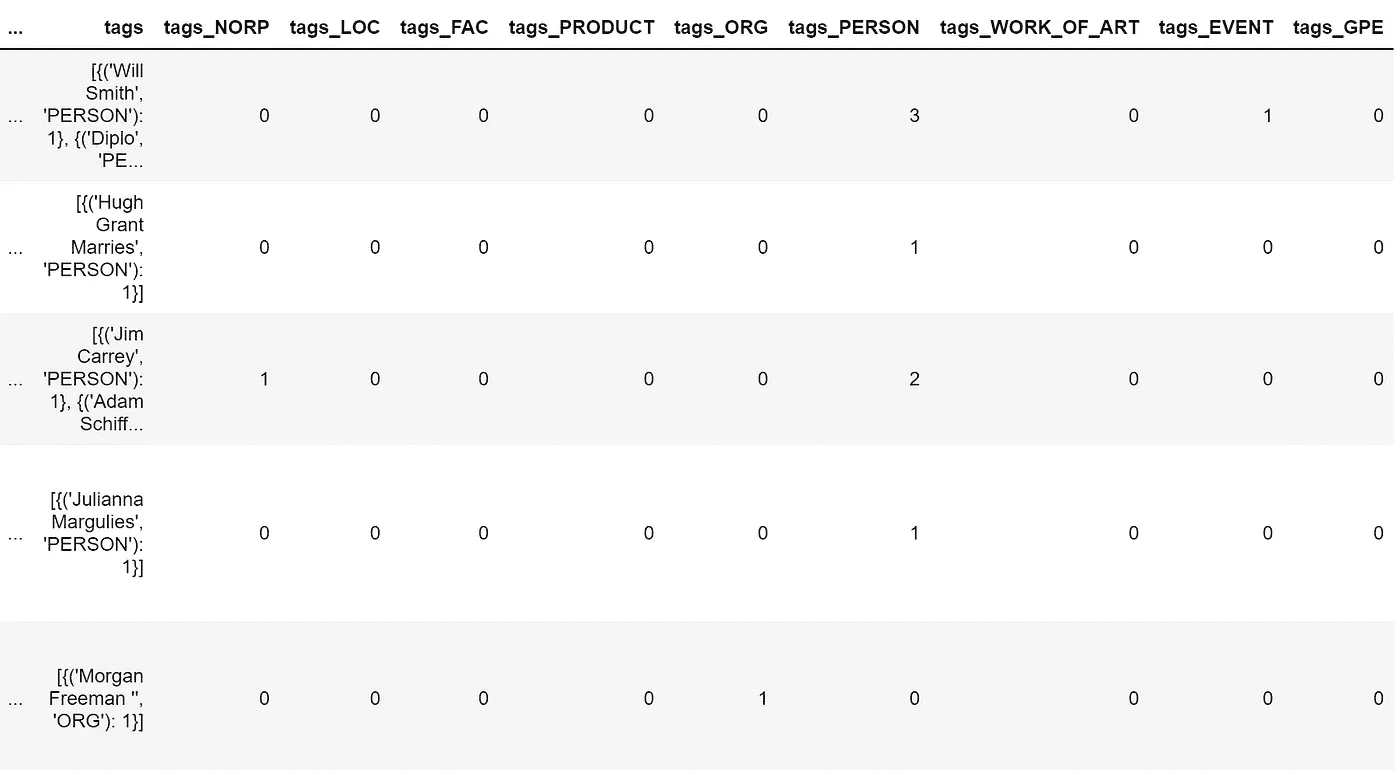 ... tags tags_NORP tags_LOC tags_FAC tags_PRODUCT tags_ORG tags_PERSON tags_WORK_OF_ART tags_EVENT tags_GPE
[{('Will
Smith',
... 'PERSON'): 0 0 0 0 0 3 0 1 0
1}, {('Diplo',
'PE...
[{('Hugh
Grant
... Marries', 0 0 0 0 0 1 0 0 0
'PERSON'):
1}]
[{('Jim
Carrey',
... 'PERSON'): 1 0 0 0 0 2 0 0 0
1}, {('Adam
Schiff...
[{('Julianna
Margulies',
... 'PERSON'): 0 0 0 0 0 1 0 0 0
1}]
[{('Morgan
... Freeman '', 0 0 0 0 1 0 0 0 0
'ORG'): 1}]